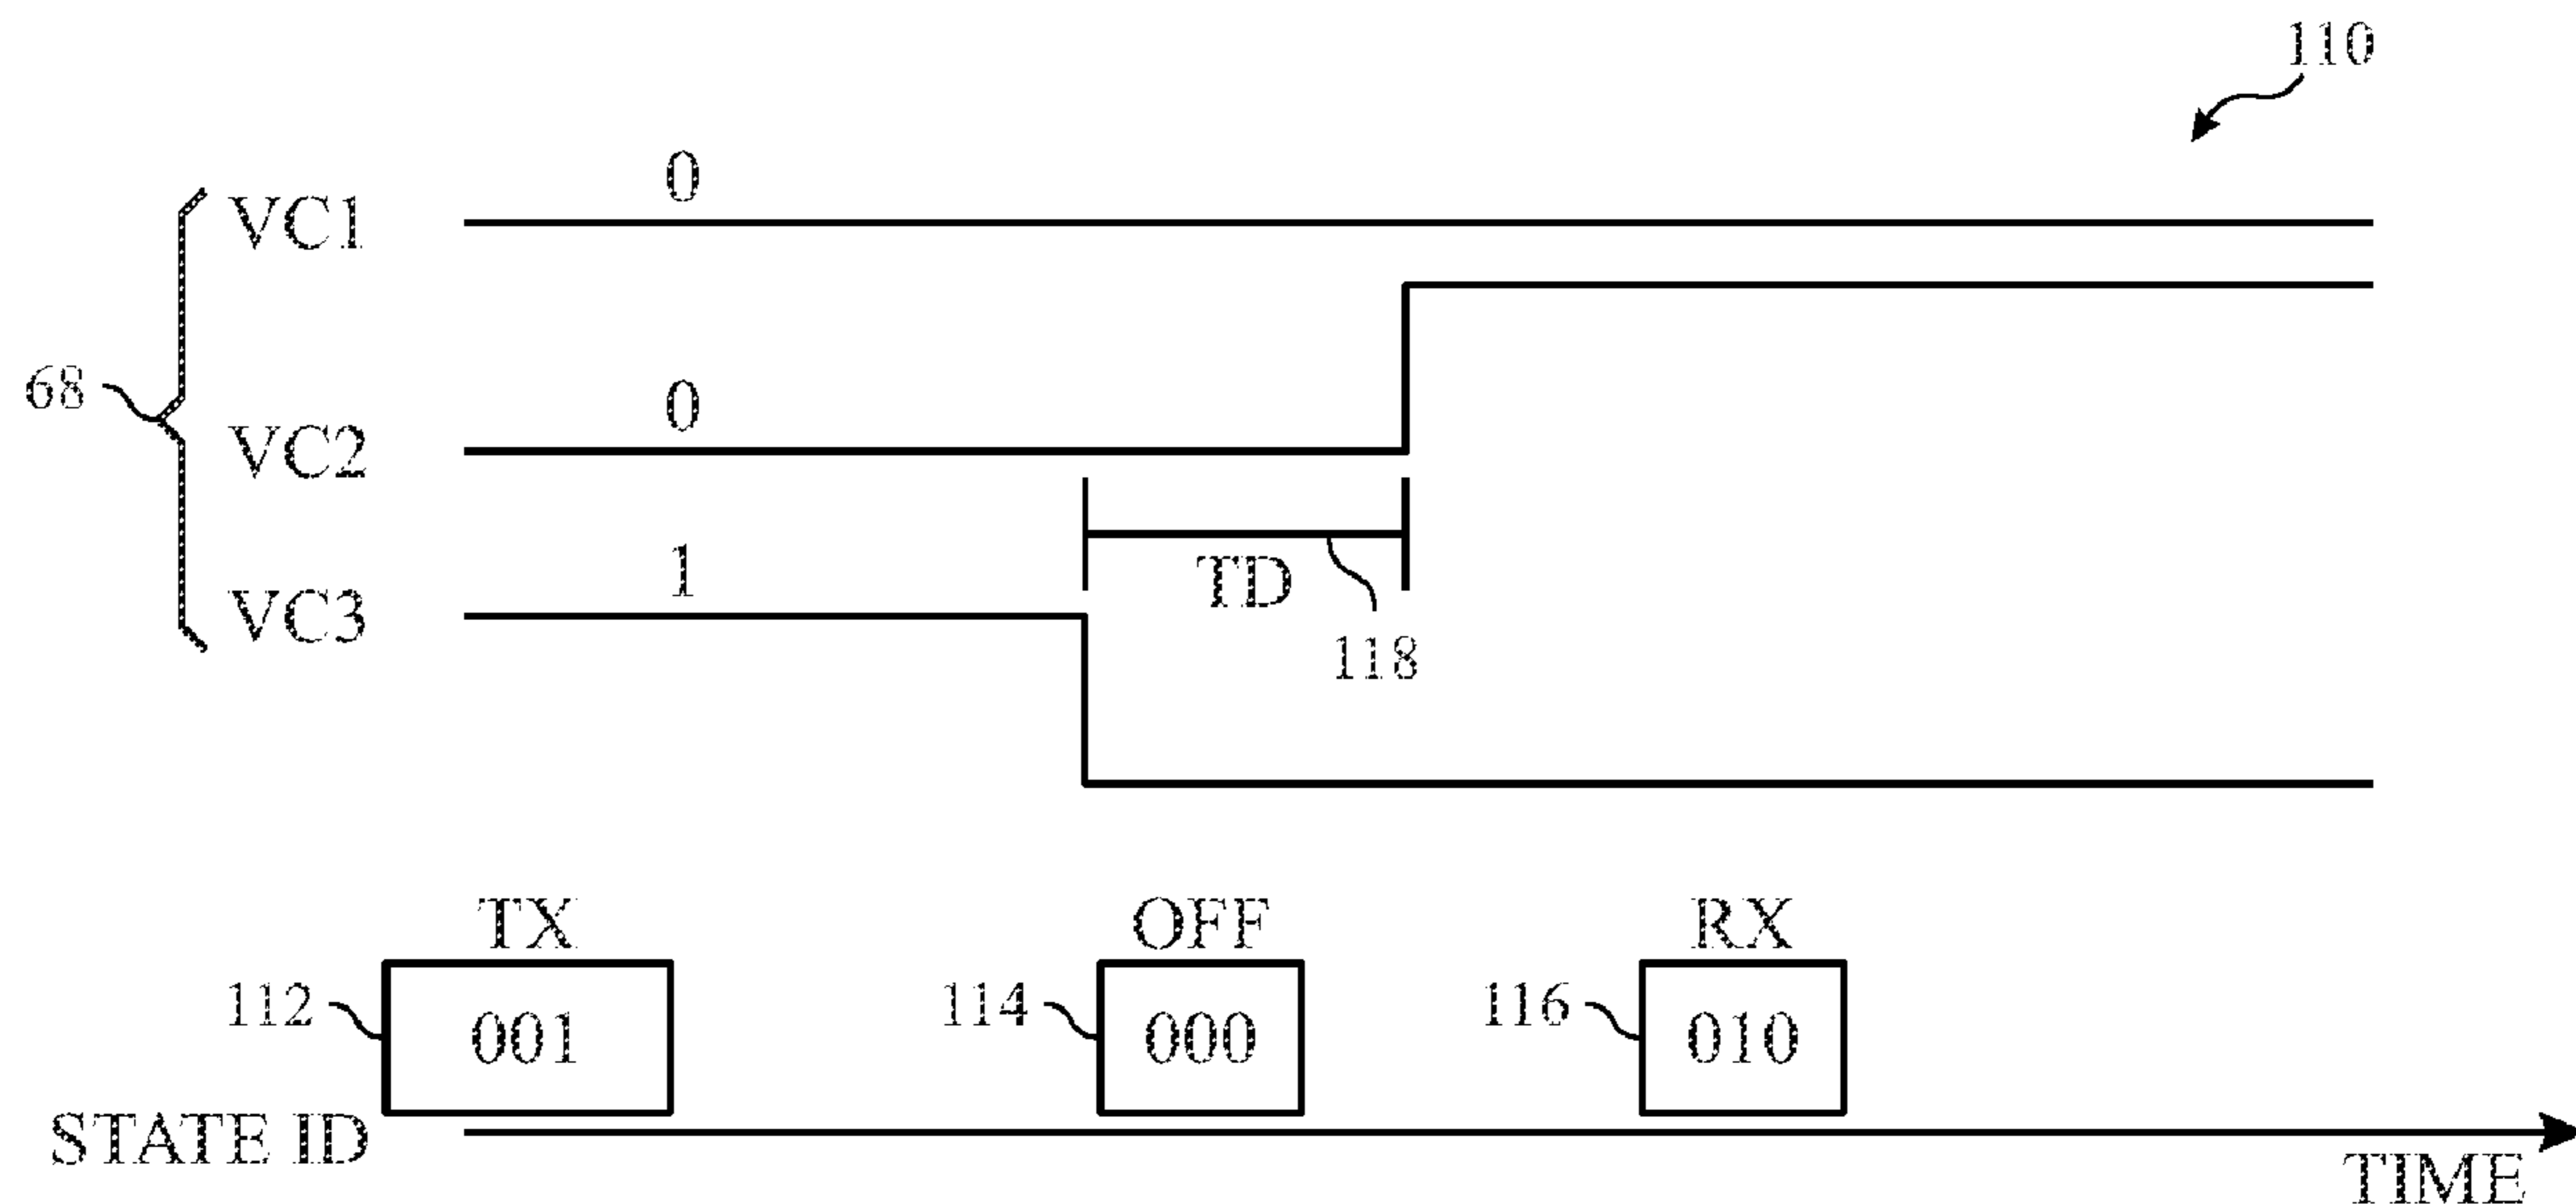 110
0
VC1
68
0
VC2
1
TD
VC3
118
TX
OFF
RX
112
001
114
000
116
010
STATE ID
TIME